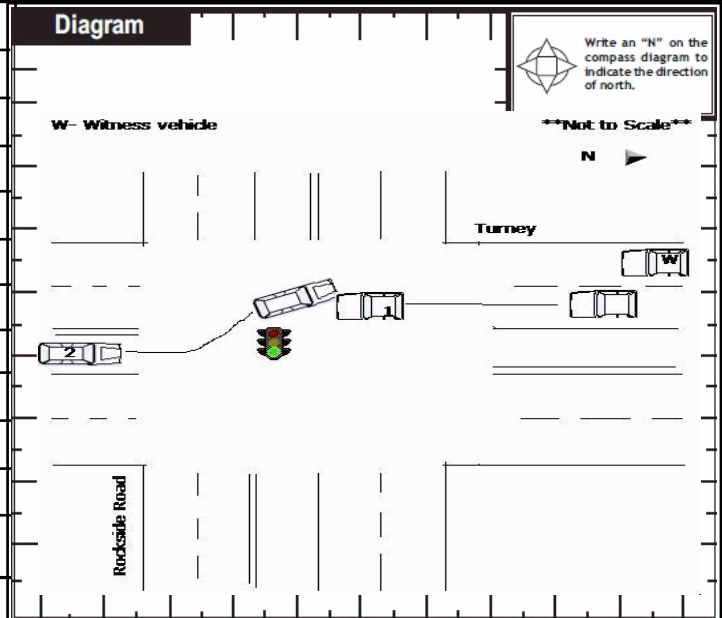 Diagram
Write an "N" on the
compass diagram to
indicate the direction
of north.
W- Witness vehicle
**Not to Scale**
N
Turney
W
1
2
Rockside Road